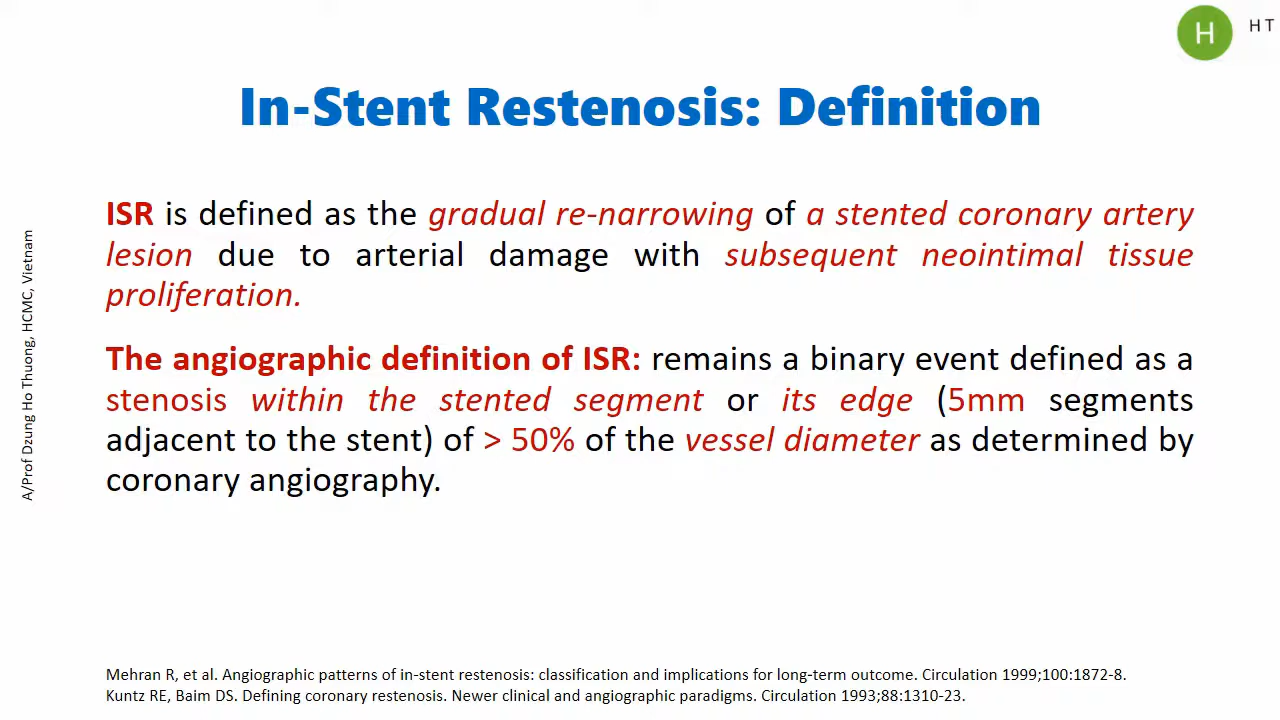 H
H T
In-Stent Restenosis: Definition
ISR is defined as the gradual re-narrowing of a stented coronary artery
lesion due to arterial damage with subsequent neointimal tissue
proliferation.
The angiographic definition of ISR: remains a binary event defined as a
stenosis within the stented segment or its edge (5mm segments
adjacent to the stent) of > 50% of the vessel diameter as determined by
coronary angiography.
A/Prof Dzung Ho Thuong, HCMC, Vietnam
Mehran R, et al. Angiographic patterns of in-stent restenosis: classification and implications for long-term outcome. Circulation 1999;100:1872-8.
Kuntz RE, Baim DS. Defining coronary restenosis. Newer clinical and angiographic paradigms. Circulation 1993;88:1310-23.